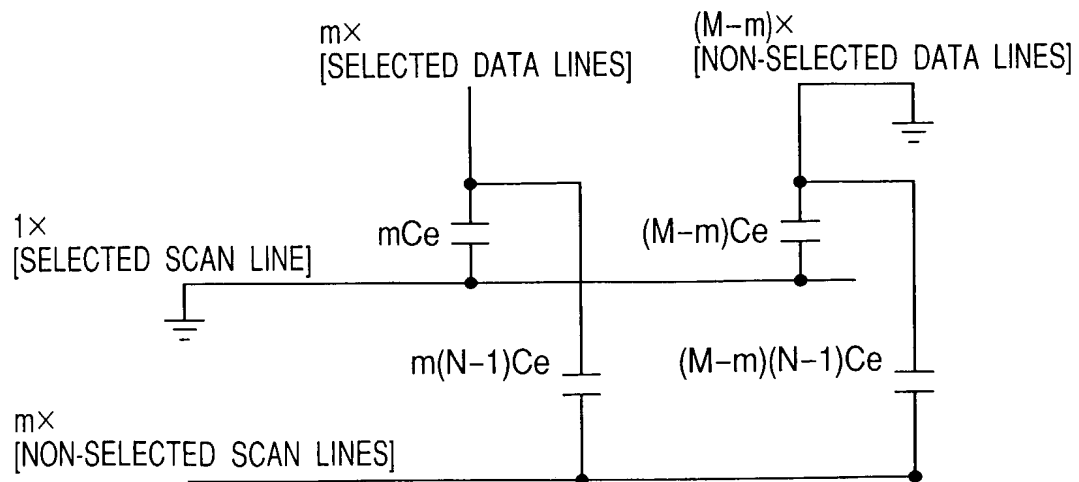 m×
[SELECTED DATA LINES]
(M−m)×
[NON-SELECTED DATA LINES]
1×
[SELECTED SCAN LINE]
mCe
(M−m)Ce
m(N−1)Ce
(M−m)(N−1)Ce
m×
[NON-SELECTED SCAN LINES]